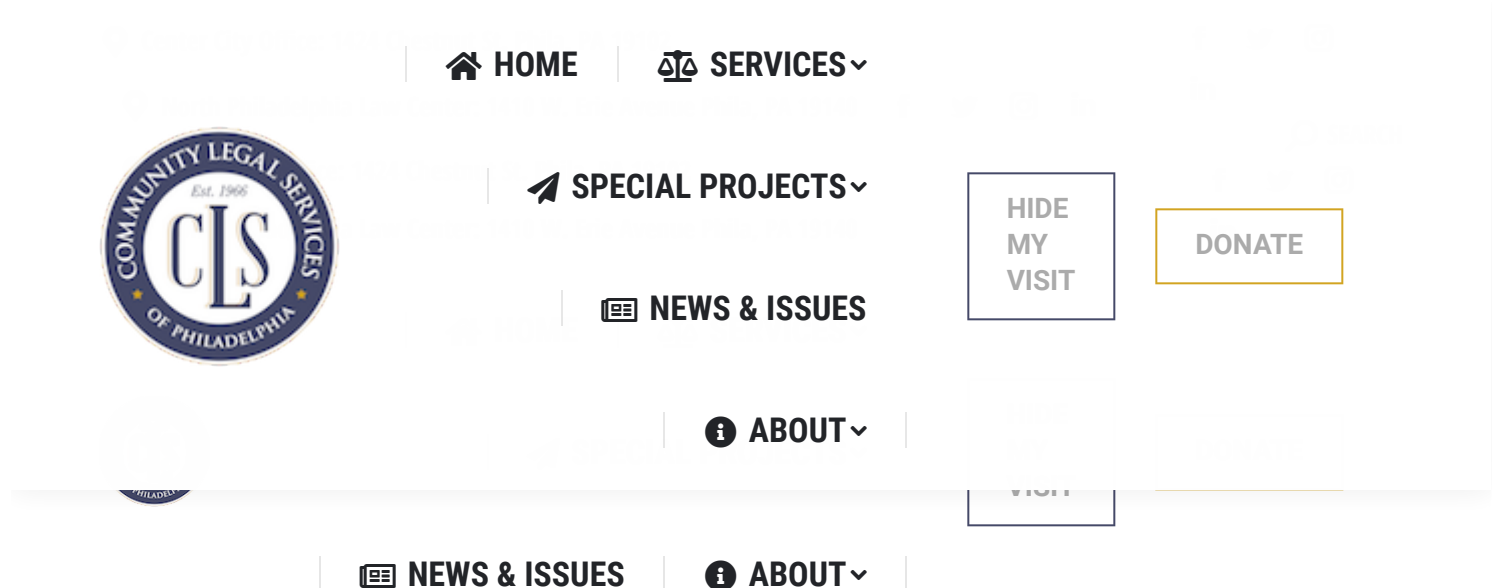 HOME SERVICES
COMMUNITY LEGAL SERVICES
Est. 1966
CLS
OF PHILADELPHIA
SPECIAL PROJECTS
HIDE
MY
VISIT
DONATE
NEWS & ISSUES
ABOUT
VISIT
NEWS & ISSUES ABOUT